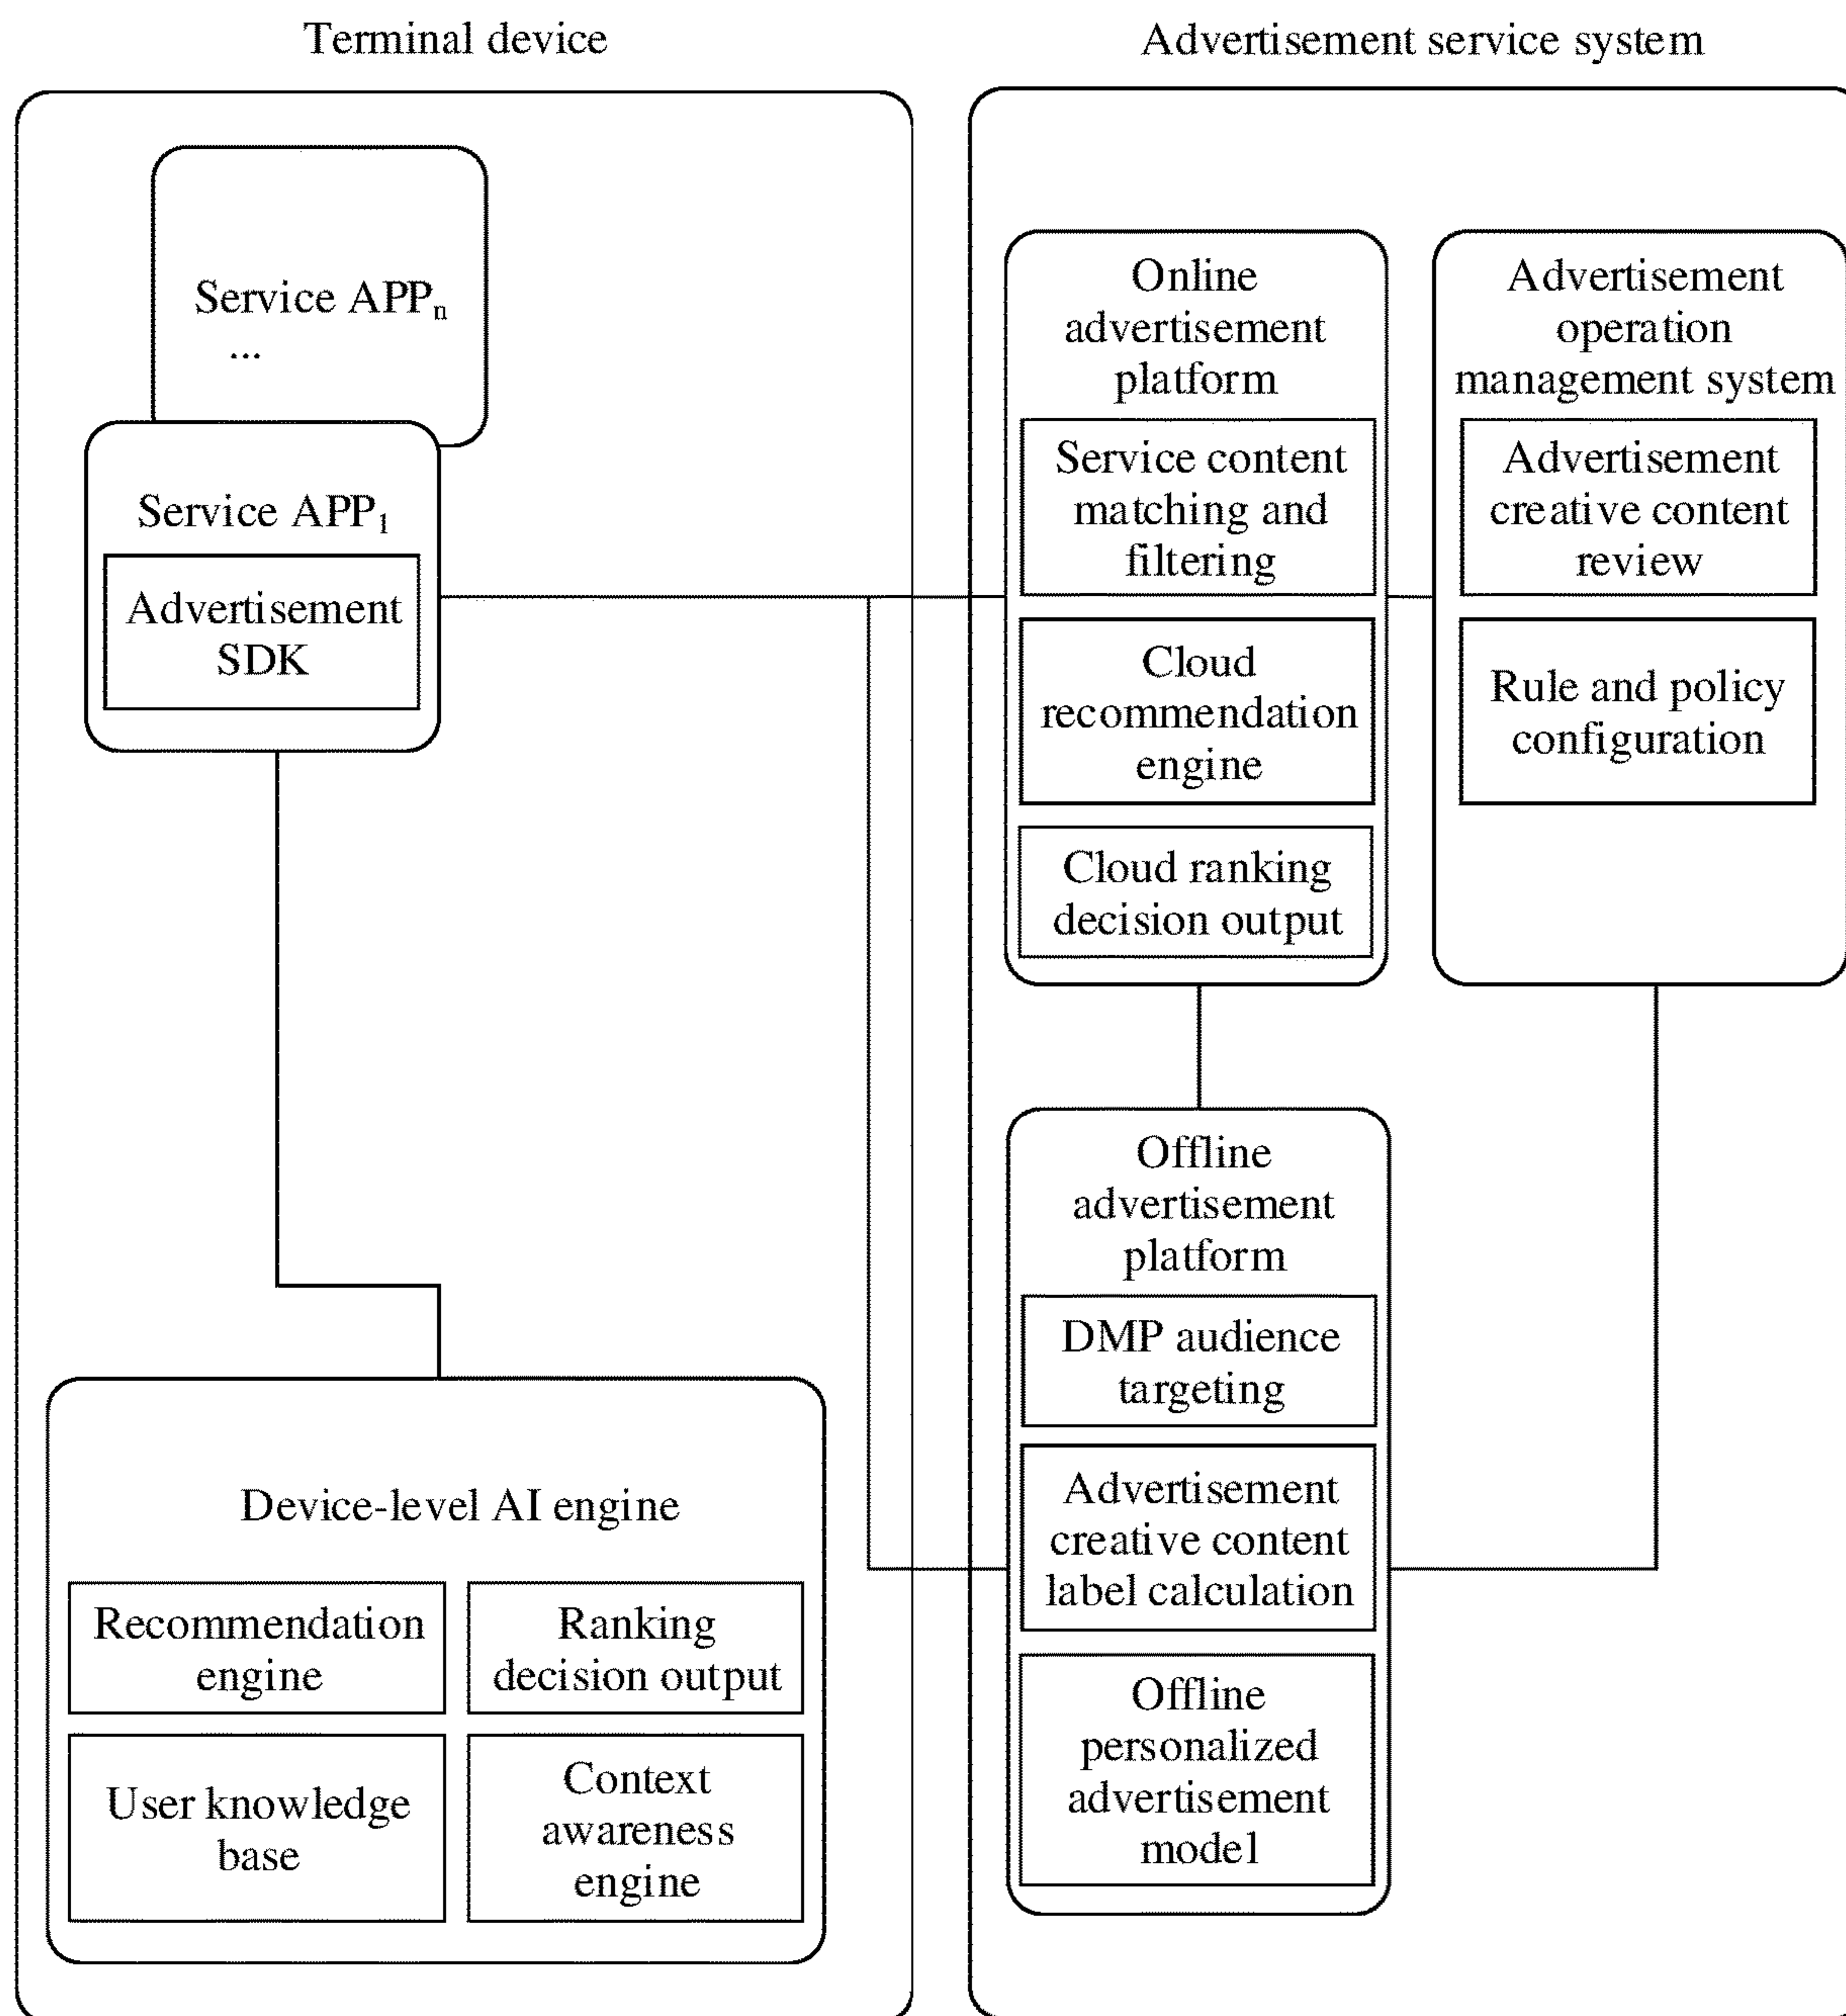 Terminal device
Advertisement service system
Service APPn
...
Service APP1
Advertisement
SDK
Device-level AI engine
Recommendation
engine
Ranking
decision output
User knowledge
base
Context
awareness
engine
Online
advertisement
platform
Service content
matching and
filtering
Cloud
recommendation
engine
Cloud ranking
decision output
Advertisement
operation
management system
Advertisement
creative content
review
Rule and policy
configuration
Offline
advertisement
platform
DMP audience
targeting
Advertisement
creative content
label calculation
Offline
personalized
advertisement
model